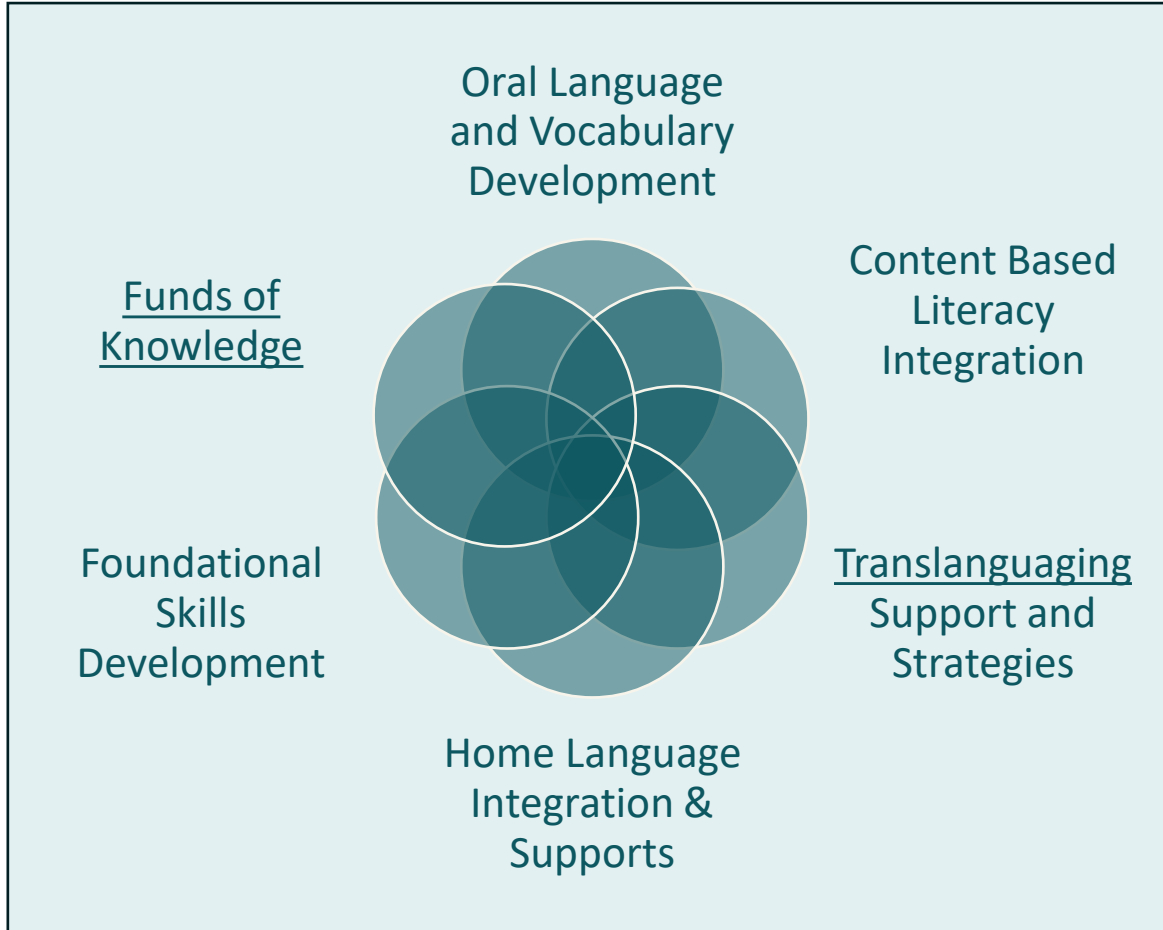 Oral Language
and Vocabulary
Development
Content Based
Literacy
Integration
Translanguaging
Support and
Strategies
Home Language
Integration &
Supports
Foundational
Skills
Development
Funds of
Knowledge